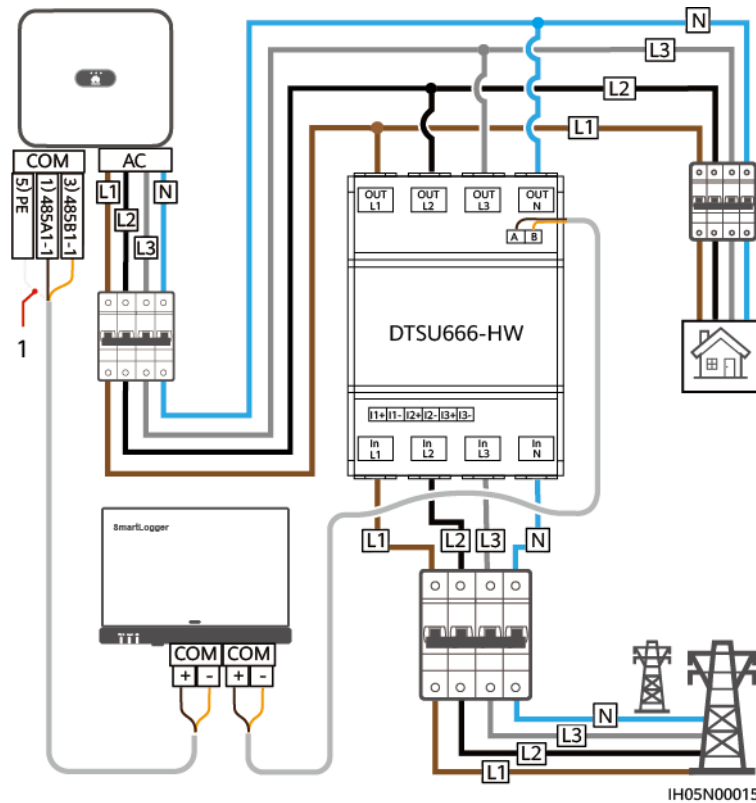 N
L3
L2
L1
COM
AC
5) PE
1) 485A1-1
3) 485B1-1
L1
L2
L3
N
1
OUT L1
OUT L2
OUT L3
OUT N
A B
DTSU666-HW
I1+ I1- I2+ I2- I3+ I3-
In L1
In L2
In L3
In N
L1
L2
L3
N
SmartLogger
COM COM
+ - + -
N
L3
L2
L1
IH05N00015